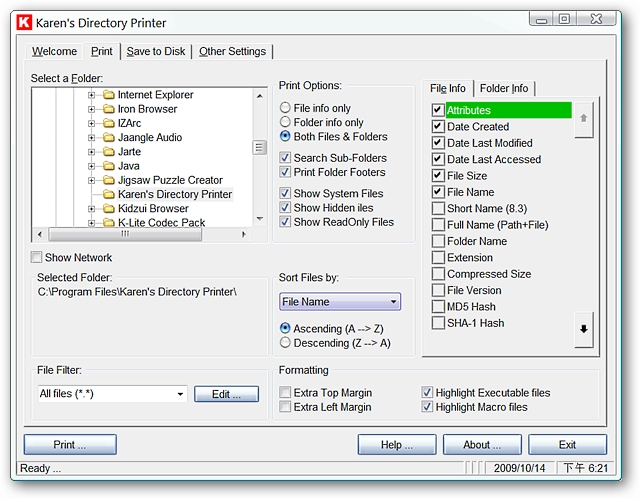 Karen's Directory Printer
Welcome Print Save to Disk Other Settings
Select a Folder:
Internet Explorer
Iron Browser
IZArc
Jaangle Audio
Jarte
Java
Jigsaw Puzzle Creator
Karen's Directory Printer
Kidzui Browser
K-Lite Codec Pack
Show Network
Print Options:
File info only
Folder info only
Both Files & Folders
Search Sub-Folders
Print Folder Footers
Show System Files
Show Hidden iles
Show ReadOnly Files
File Info Folder Info
Attributes
Date Created
Date Last Modified
Date Last Accessed
File Size
File Name
Short Name (8.3)
Full Name (Path+File)
Folder Name
Extension
Compressed Size
File Version
MD5 Hash
SHA-1 Hash
Selected Folder:
C:\Program Files\Karen's Directory Printer\
Sort Files by:
File Name
Ascending (A --> Z)
Descending (Z --> A)
File Filter:
All files (*.*) Edit ...
Formatting
Extra Top Margin Highlight Executable files
Extra Left Margin Highlight Macro files
Print ... Help ... About ... Exit
Ready ... 2009/10/14 下午 6:21